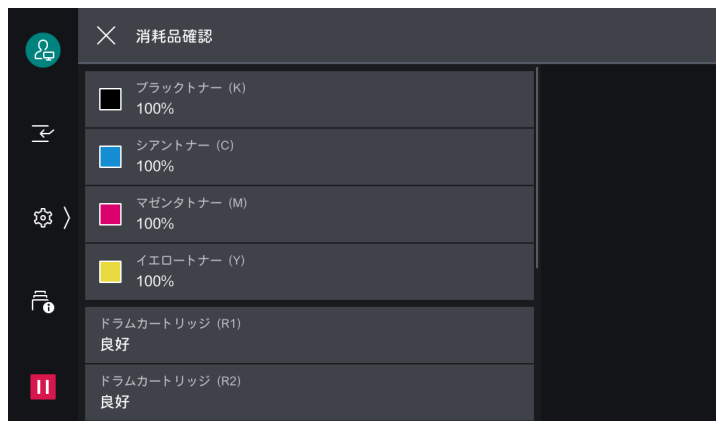 消耗品確認
ブラックトナー (K)
100%
シアントナー (C)
100%
マゼンタトナー (M)
100%
イエロートナー (Y)
100%
ドラムカートリッジ (R1)
良好
ドラムカートリッジ (R2)
良好